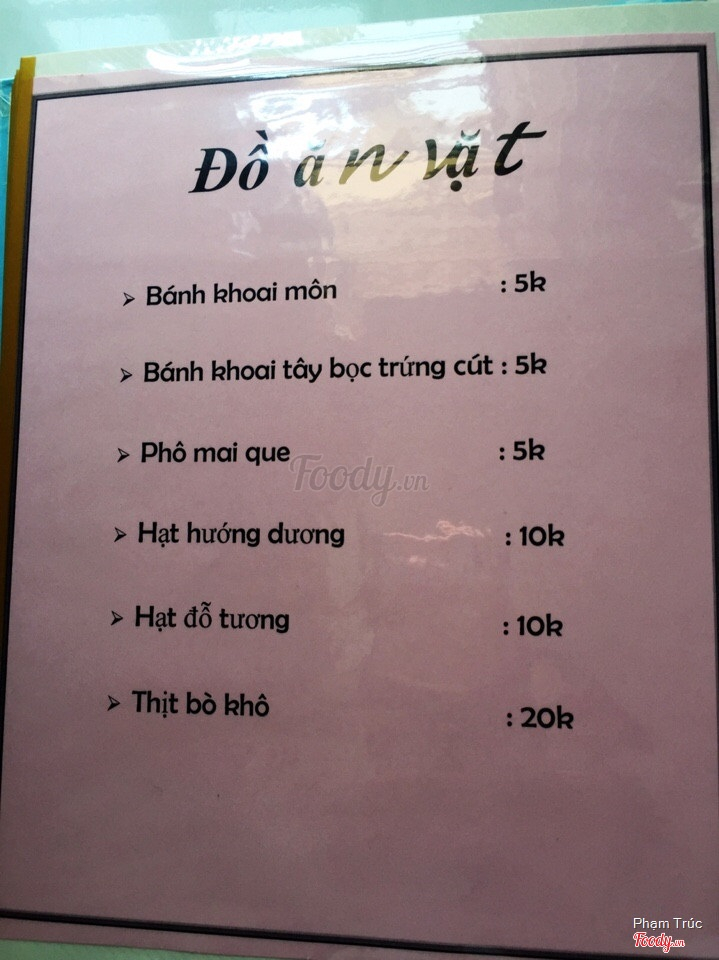 Đồ ăn vặt
➢ Bánh khoai môn : 5k
➢ Bánh khoai tây bọc trứng cút : 5k
➢ Phô mai que : 5k
Foody.vn
➢ Hạt hướng dương : 10k
➢ Hạt đỗ tương : 10k
➢ Thịt bò khô : 20k
Phạm Trúc
Foody.vn